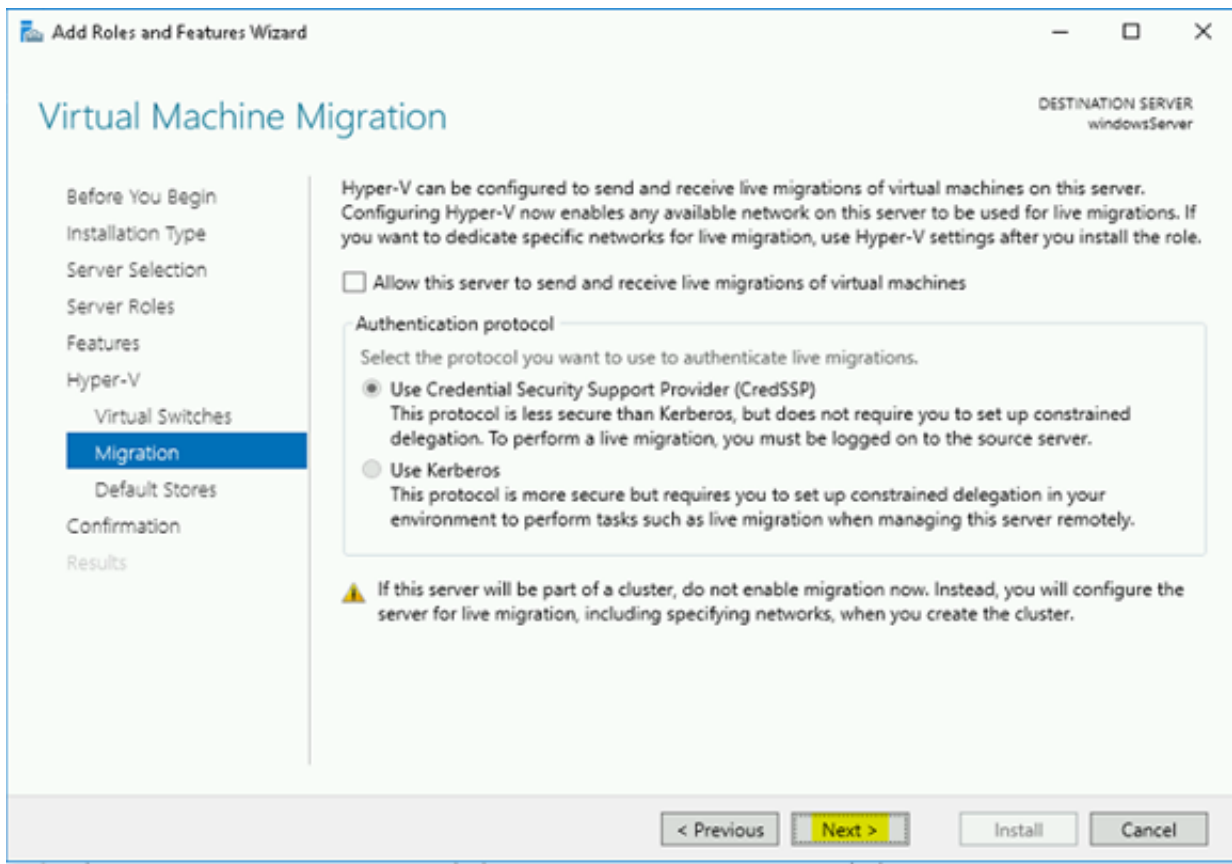 Add Roles and Features Wizard
Virtual Machine Migration
DESTINATION SERVER
windowsServer
Before You Begin
Installation Type
Server Selection
Server Roles
Features
Hyper-V
Virtual Switches
Migration
Default Stores
Confirmation
Results
Hyper-V can be configured to send and receive live migrations of virtual machines on this server.
Configuring Hyper-V now enables any available network on this server to be used for live migrations. If
you want to dedicate specific networks for live migration, use Hyper-V settings after you install the role.
Allow this server to send and receive live migrations of virtual machines
Authentication protocol
Select the protocol you want to use to authenticate live migrations.
Use Credential Security Support Provider (CredSSP)
This protocol is less secure than Kerberos, but does not require you to set up constrained
delegation. To perform a live migration, you must be logged on to the source server.
Use Kerberos
This protocol is more secure but requires you to set up constrained delegation in your
environment to perform tasks such as live migration when managing this server remotely.
If this server will be part of a cluster, do not enable migration now. Instead, you will configure the
server for live migration, including specifying networks, when you create the cluster.
< Previous
Next >
Install
Cancel